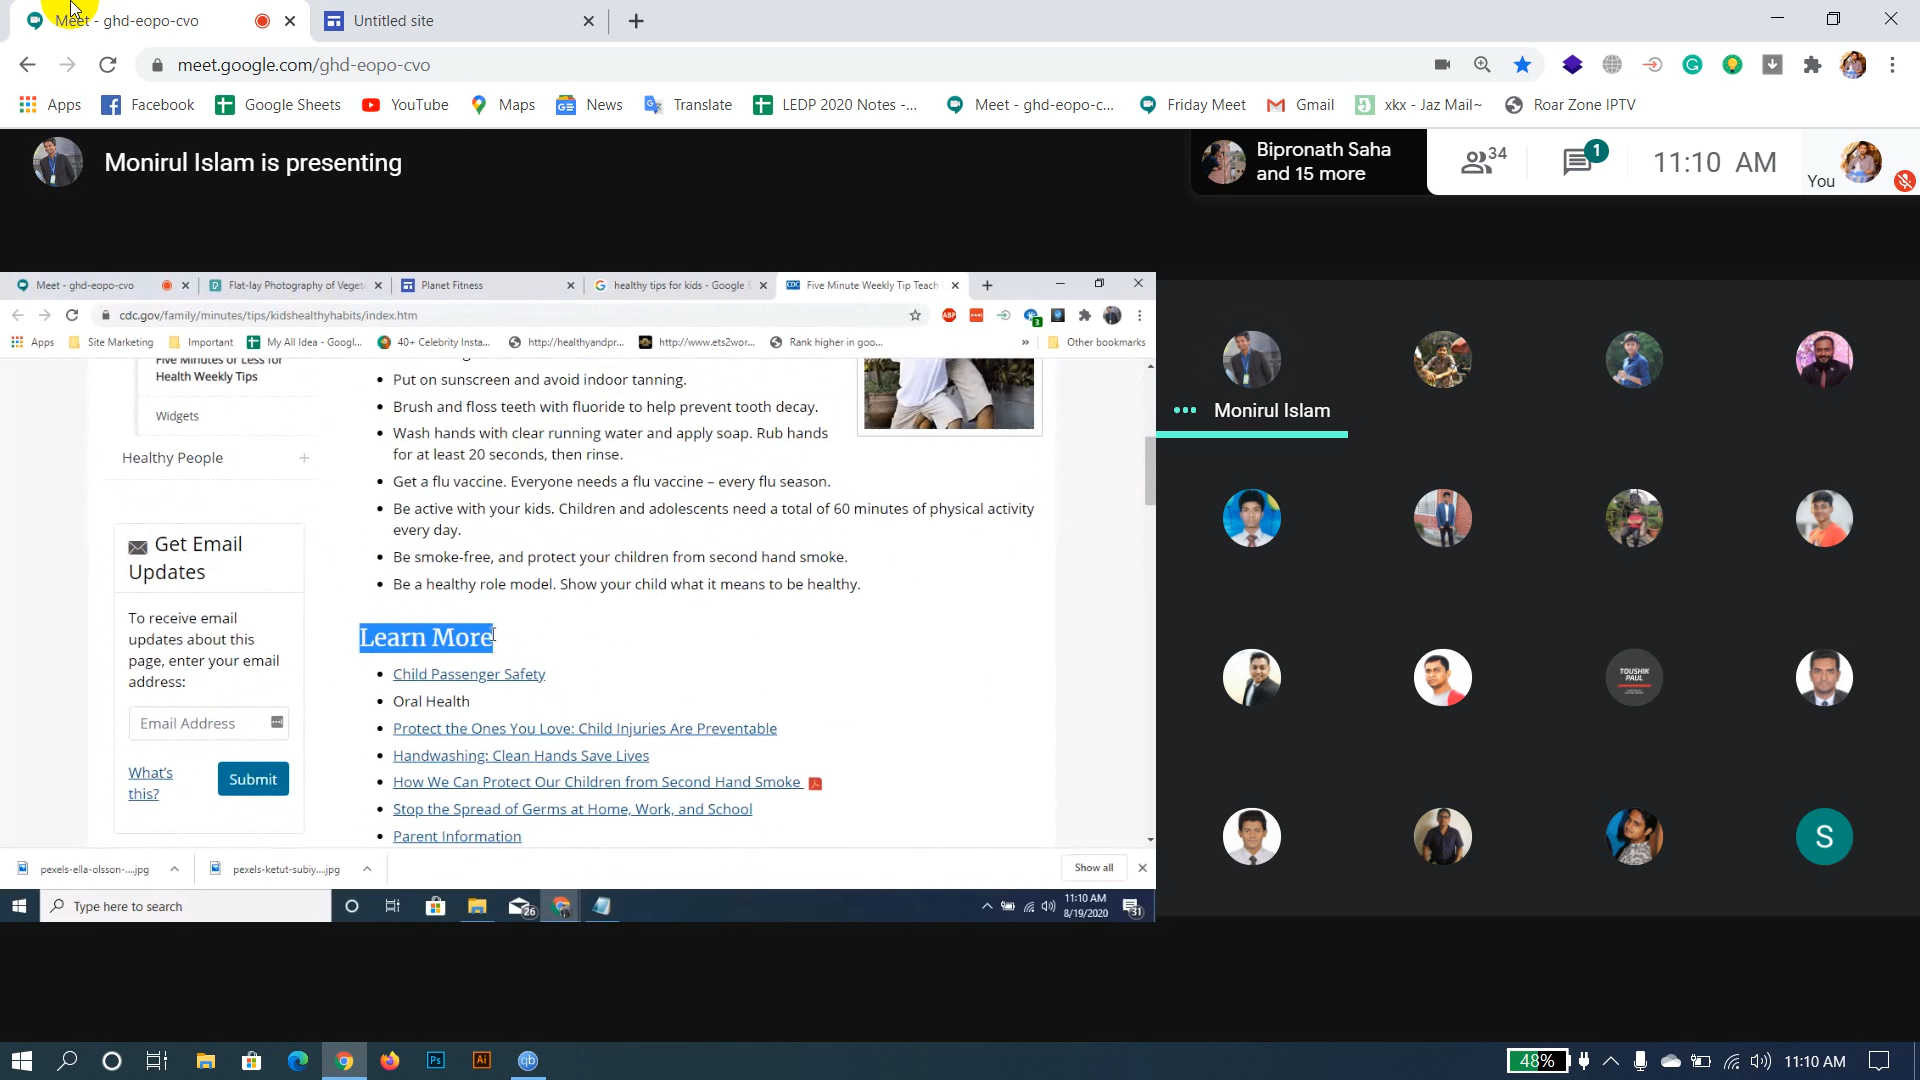 Meet - ghd-eopo-cvo
Untitled site
meet.google.com/ghd-eopo-cvo
Apps
Facebook
Google Sheets
YouTube
Maps
News
Translate
LEDP 2020 Notes -...
Meet - ghd-eopo-c...
Friday Meet
Gmail
xkx - Jaz Mail~
Roar Zone IPTV
Monirul Islam is presenting
Bipronath Saha
and 15 more
34
1
11:10 AM
You
Meet - ghd-eopo-cvo
Flat-lay Photography of Veget
Planet Fitness
healthy tips for kids - Google
Five Minute Weekly Tip Teach
cdc.gov/family/minutes/tips/kidshealthyhabits/index.htm
ABP
3
Apps
Site Marketing
Important
My All Idea - Googl...
40+ Celebrity Insta...
http://healthyandpr...
http://www.ets2wor...
Rank higher in goo...
»
Other bookmarks
Five Minutes or Less for
Health Weekly Tips
Widgets
Healthy People
Get Email
Updates
To receive email
updates about this
page, enter your email
address:
Email Address
What's
this?
Submit
• Put on sunscreen and avoid indoor tanning.
• Brush and floss teeth with fluoride to help prevent tooth decay.
• Wash hands with clear running water and apply soap. Rub hands
for at least 20 seconds, then rinse.
• Get a flu vaccine. Everyone needs a flu vaccine – every flu season.
• Be active with your kids. Children and adolescents need a total of 60 minutes of physical activity
every day.
• Be smoke-free, and protect your children from second hand smoke.
• Be a healthy role model. Show your child what it means to be healthy.
Learn More
• Child Passenger Safety
• Oral Health
• Protect the Ones You Love: Child Injuries Are Preventable
• Handwashing: Clean Hands Save Lives
• How We Can Protect Our Children from Second Hand Smoke
• Stop the Spread of Germs at Home, Work, and School
• Parent Information
pexels-ella-olsson-....jpg
pexels-ketut-subiy....jpg
Show all
Type here to search
26
11:10 AM
8/19/2020
31
Monirul Islam
TOUSHIK
PAUL
S
Ps
Ai
qb
48%
11:10 AM